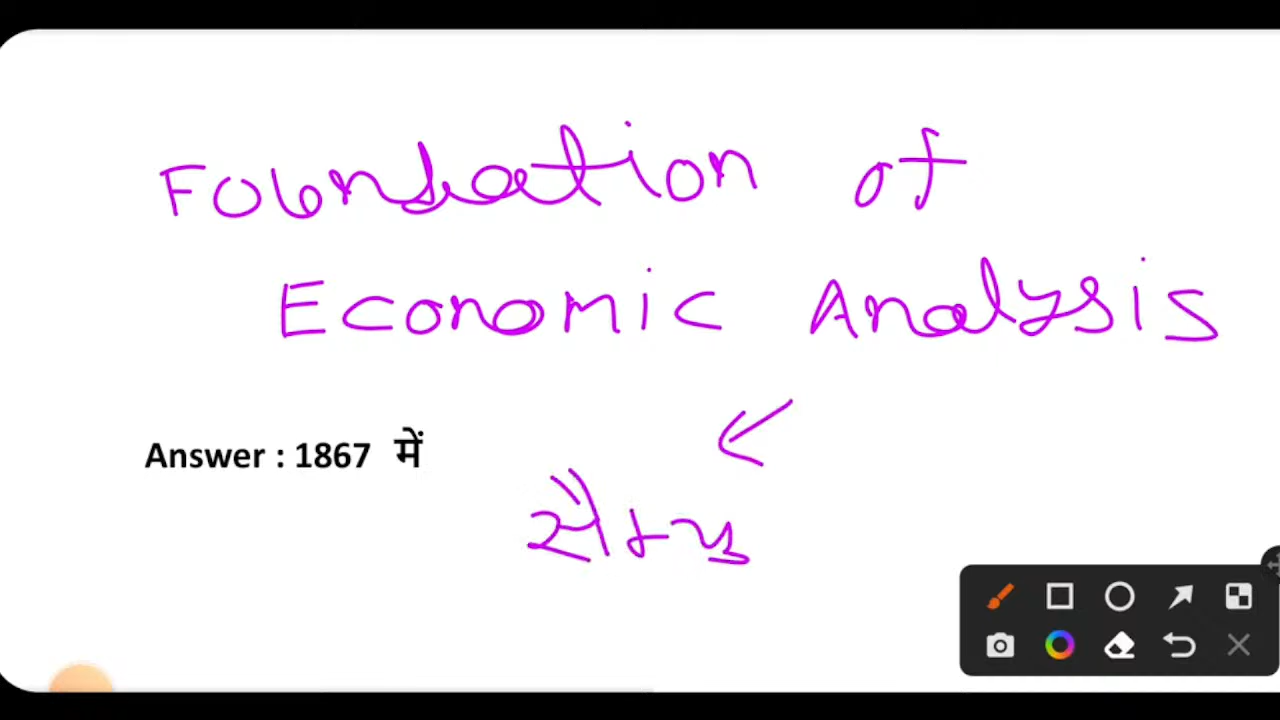 Foundation of
Economic Analysis
Answer : 1867 में